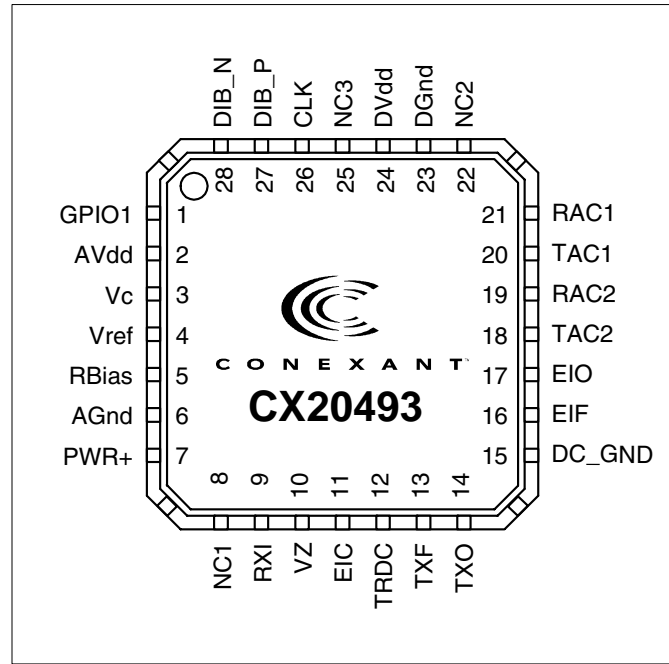 DIB_N
DIB_P
CLK
NC3
DVdd
DGnd
NC2
28
27
26
25
24
23
22
GPIO1 1
AVdd 2
Vc 3
Vref 4
RBias 5
AGnd 6
PWR+ 7
21 RAC1
20 TAC1
19 RAC2
18 TAC2
17 EIO
16 EIF
15 DC_GND
CONEXANT
CX20493
8
9
10
11
12
13
14
NC1
RXI
VZ
EIC
TRDC
TXF
TXO